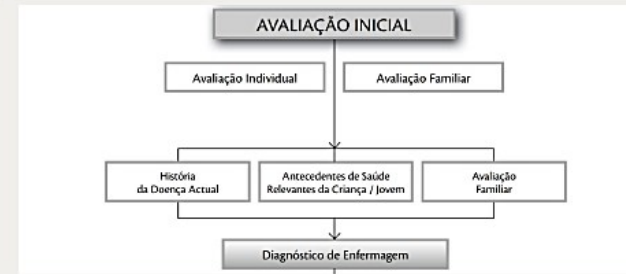 AVALIAÇÃO INICIAL
Avaliação Individual
Avaliação Familiar
História
da Doença Actual
Antecedentes de Saúde
Relevantes da Criança / Jovem
Avaliação
Familiar
Diagnóstico de Enfermagem